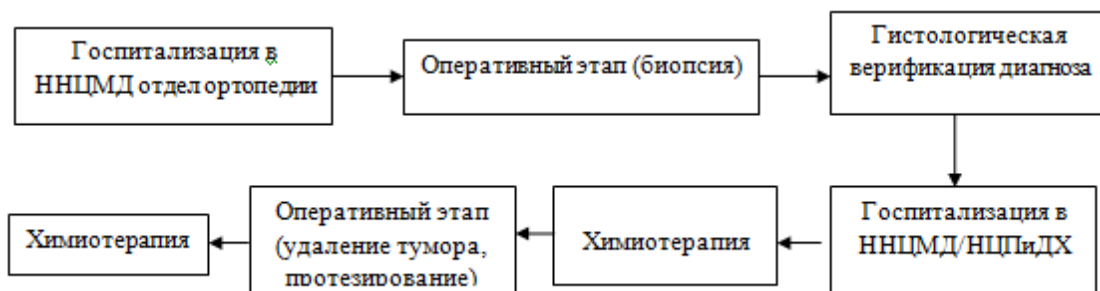 Госпитализация в
ННЦМД отдел ортопедии
Оперативный этап (биопсия)
Гистологическая
верификация диагноза
Госпитализация в
ННЦМД/НЦПиДХ
Химиотерапия
Оперативный этап
(удаление тумора,
протезирование)
Химиотерапия